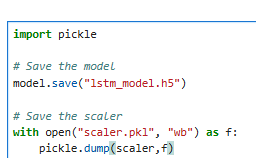 import pickle
# Save the model
model.save("lstm_model.h5")
# Save the scaler
with open("scaler.pkl", "wb") as f:
    pickle.dump(scaler,f)